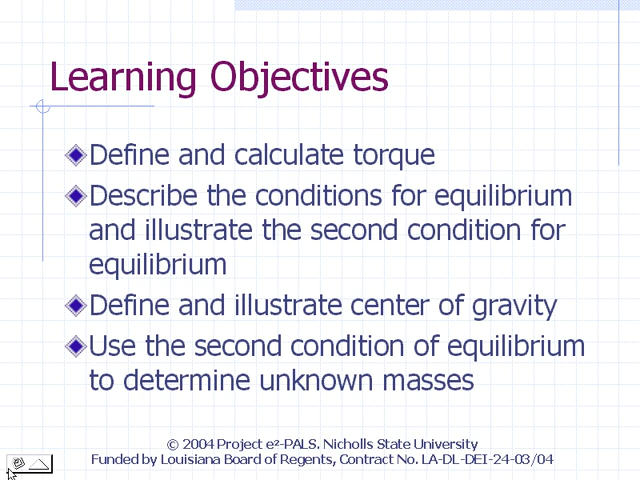 Learning Objectives
Define and calculate torque
Describe the conditions for equilibrium
and illustrate the second condition for
equilibrium
Define and illustrate center of gravity
Use the second condition of equilibrium
to determine unknown masses
© 2004 Project e²-PALS. Nicholls State University
Funded by Louisiana Board of Regents, Contract No. LA-DL-DEI-24-03/04